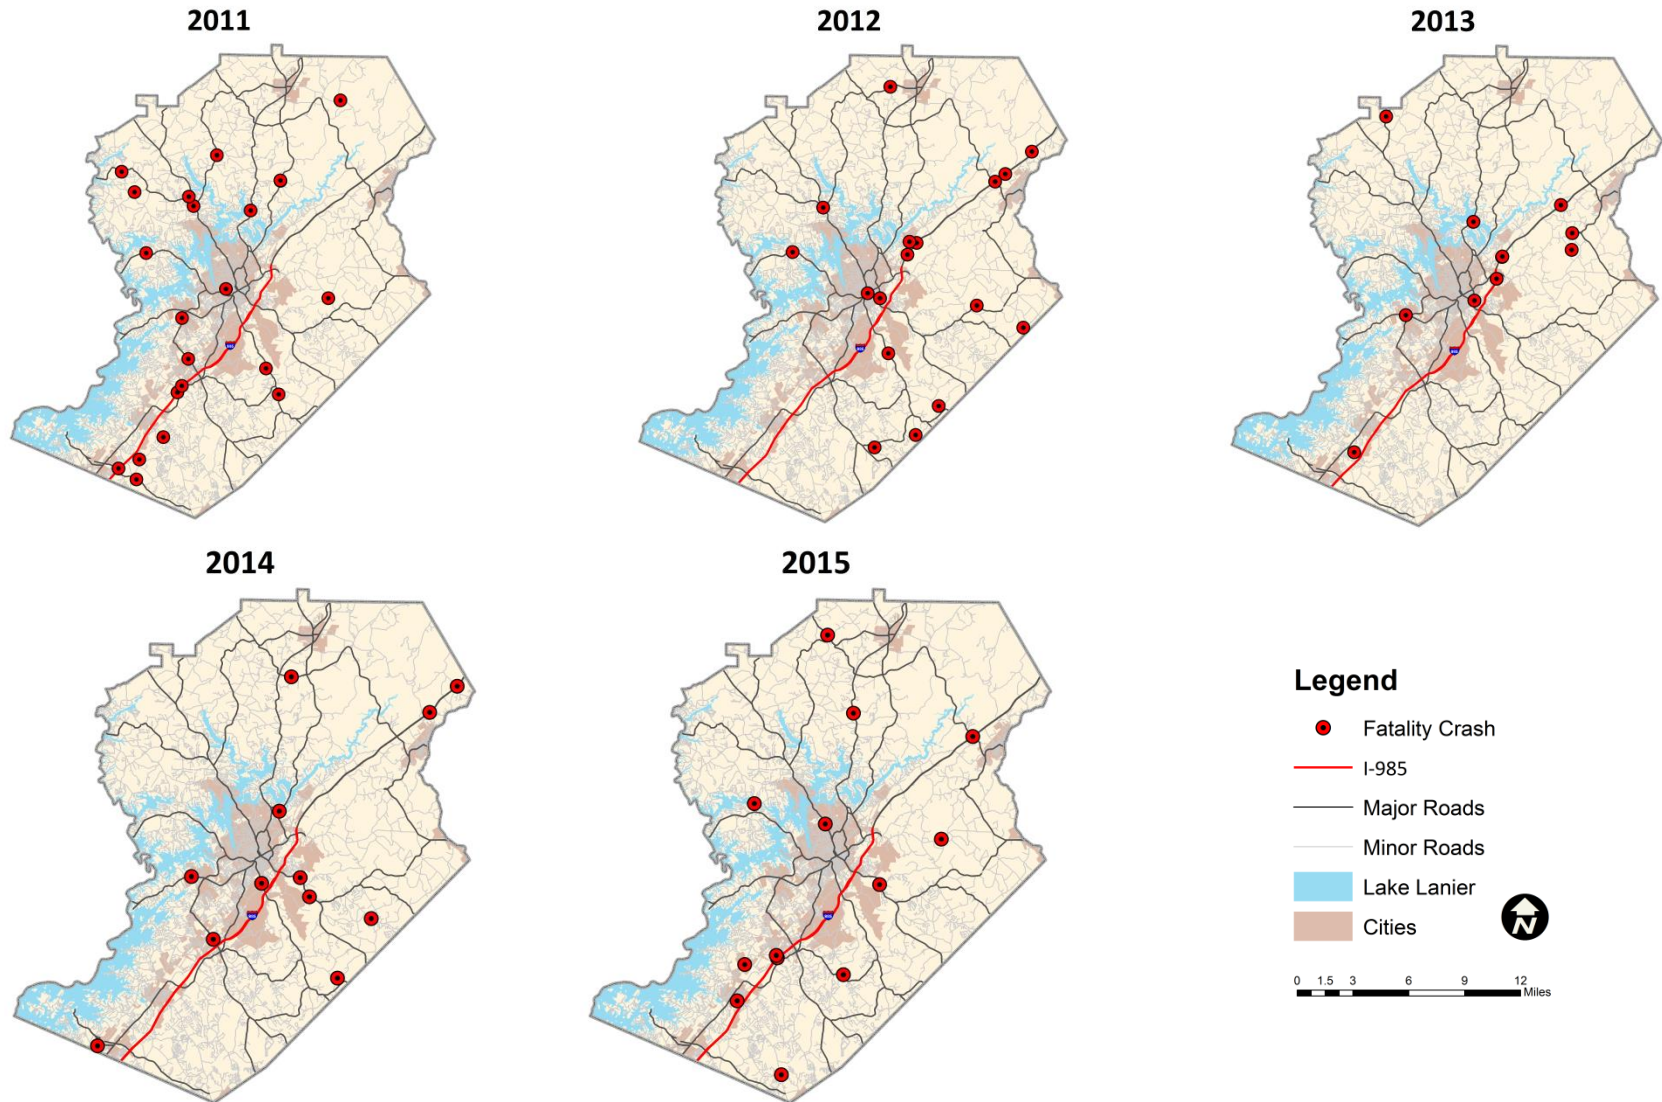 2011
2012
2013
2014
2015
Legend
Fatality Crash
I-985
Major Roads
Minor Roads
Lake Lanier
Cities
N
0 1.5 3 6 9 12
Miles